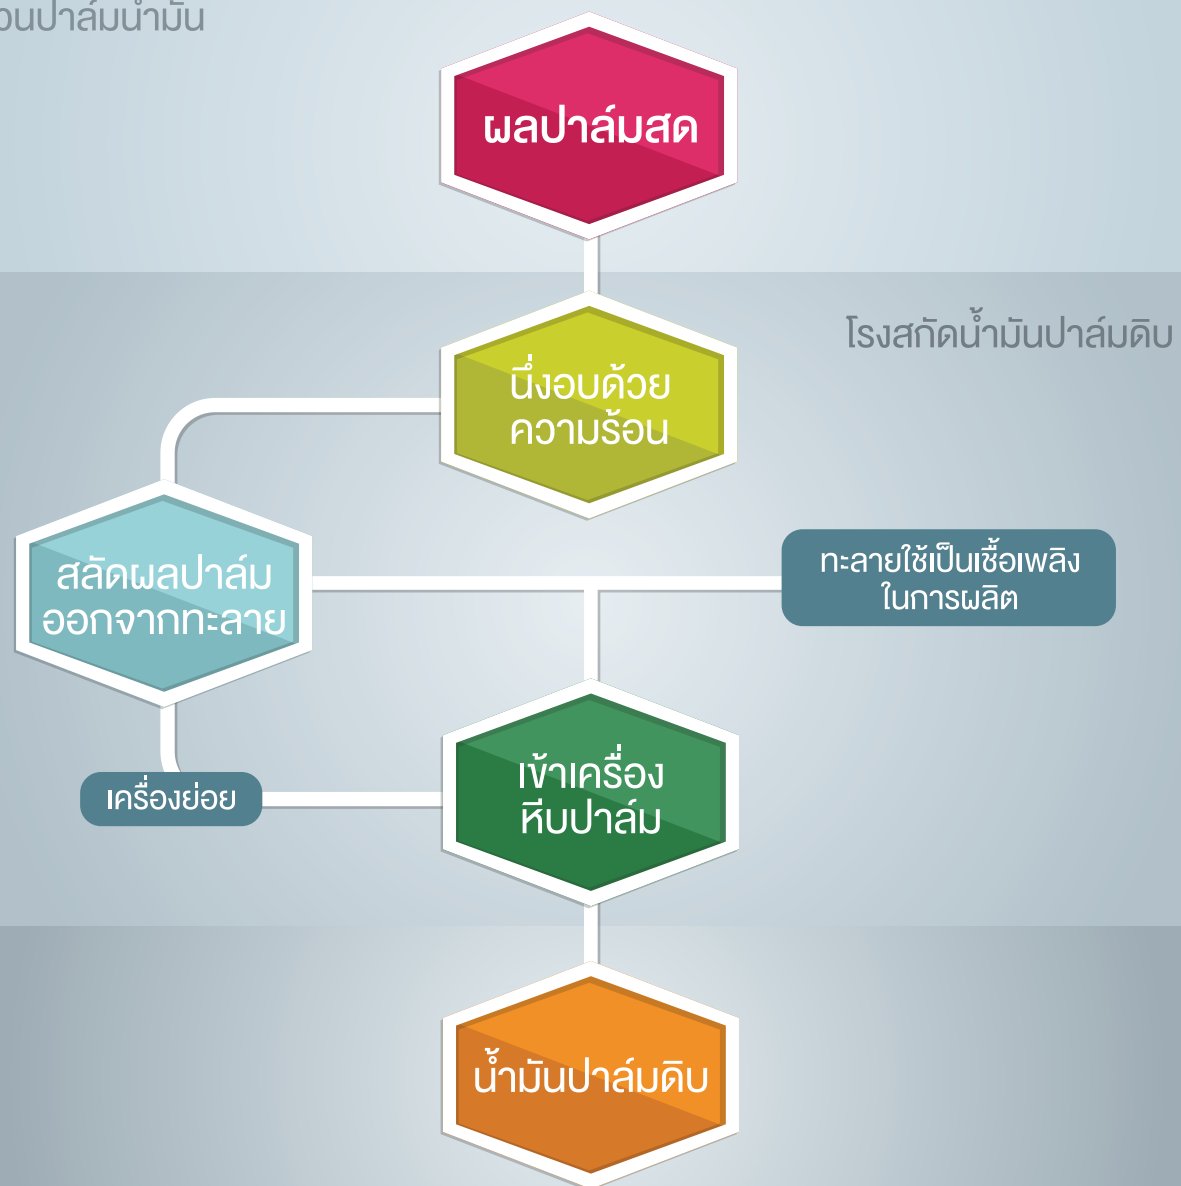 ปาล์มน้ำมัน
ผลปาล์มสด
โรงสกัดน้ำมันปาล์มดิบ
นึ่งอบด้วย
ความร้อน
สลัดผลปาล์ม
ออกจากทะลาย
ทะลายใช้เป็นเชื้อเพลิง
ในการผลิต
เข้าเครื่อง
หีบปาล์ม
เครื่องย่อย
น้ำมันปาล์มดิบ